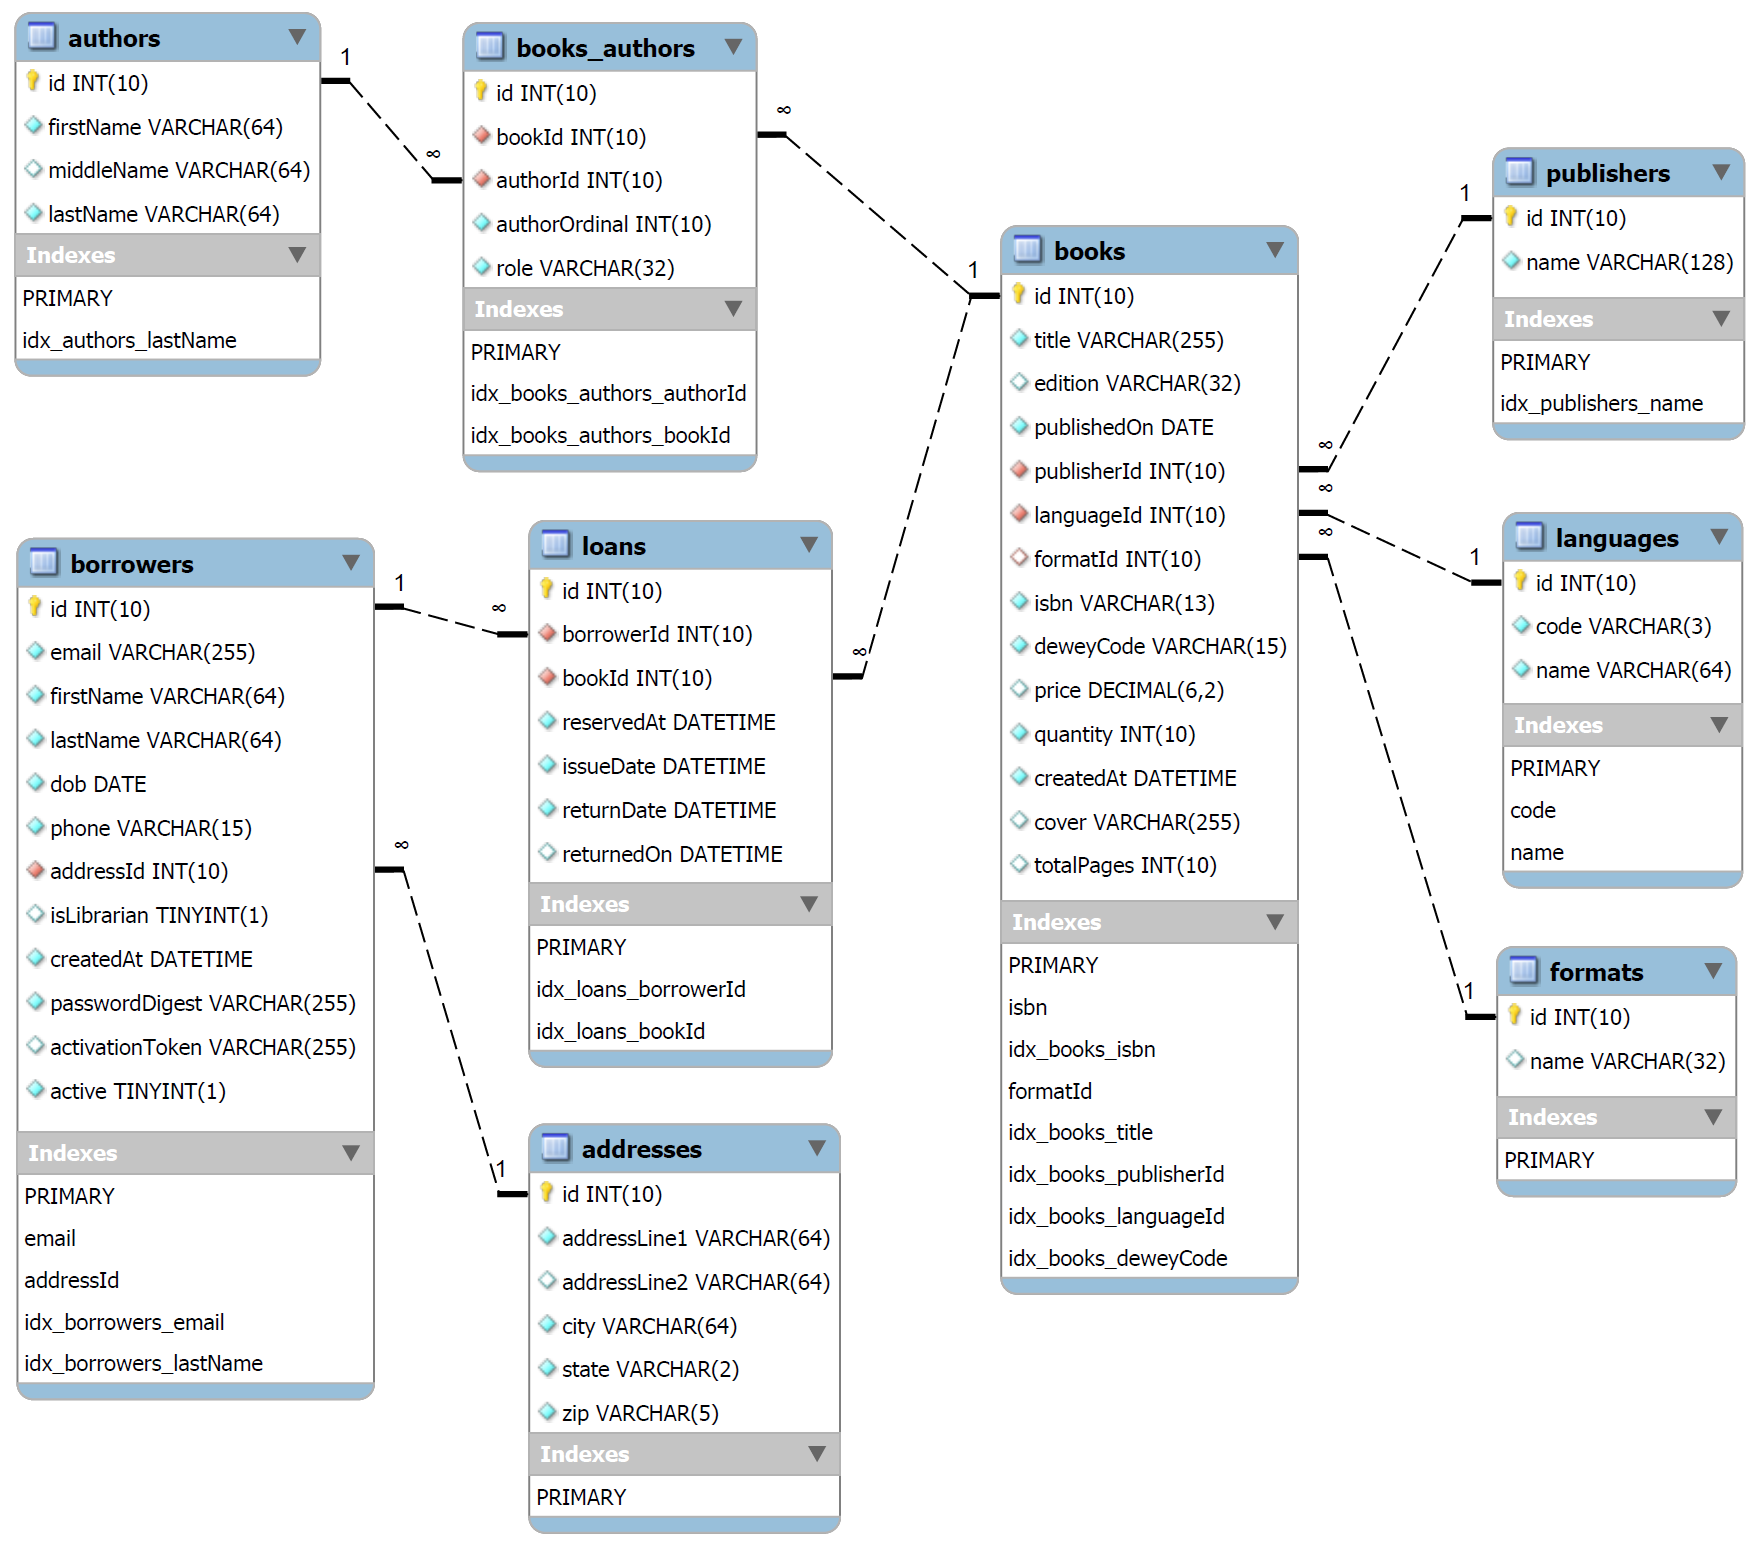 authors
id INT(10)
firstName VARCHAR(64)
middleName VARCHAR(64)
lastName VARCHAR(64)
Indexes
PRIMARY
idx_authors_lastName
1
∞
books_authors
id INT(10)
bookId INT(10)
authorId INT(10)
authorOrdinal INT(10)
role VARCHAR(32)
Indexes
PRIMARY
idx_books_authors_authorId
idx_books_authors_bookId
∞
1
books
id INT(10)
title VARCHAR(255)
edition VARCHAR(32)
publishedOn DATE
publisherId INT(10)
languageId INT(10)
formatId INT(10)
isbn VARCHAR(13)
deweyCode VARCHAR(15)
price DECIMAL(6,2)
quantity INT(10)
createdAt DATETIME
cover VARCHAR(255)
totalPages INT(10)
Indexes
PRIMARY
isbn
idx_books_isbn
formatId
idx_books_title
idx_books_publisherId
idx_books_languageId
idx_books_deweyCode
∞
∞
∞
1
publishers
id INT(10)
name VARCHAR(128)
Indexes
PRIMARY
idx_publishers_name
1
languages
id INT(10)
code VARCHAR(3)
name VARCHAR(64)
Indexes
PRIMARY
code
name
1
formats
id INT(10)
name VARCHAR(32)
Indexes
PRIMARY
borrowers
id INT(10)
email VARCHAR(255)
firstName VARCHAR(64)
lastName VARCHAR(64)
dob DATE
phone VARCHAR(15)
addressId INT(10)
isLibrarian TINYINT(1)
createdAt DATETIME
passwordDigest VARCHAR(255)
activationToken VARCHAR(255)
active TINYINT(1)
Indexes
PRIMARY
email
addressId
idx_borrowers_email
idx_borrowers_lastName
1
∞
∞
1
loans
id INT(10)
borrowerId INT(10)
bookId INT(10)
reservedAt DATETIME
issueDate DATETIME
returnDate DATETIME
returnedOn DATETIME
Indexes
PRIMARY
idx_loans_borrowerId
idx_loans_bookId
∞
addresses
id INT(10)
addressLine1 VARCHAR(64)
addressLine2 VARCHAR(64)
city VARCHAR(64)
state VARCHAR(2)
zip VARCHAR(5)
Indexes
PRIMARY